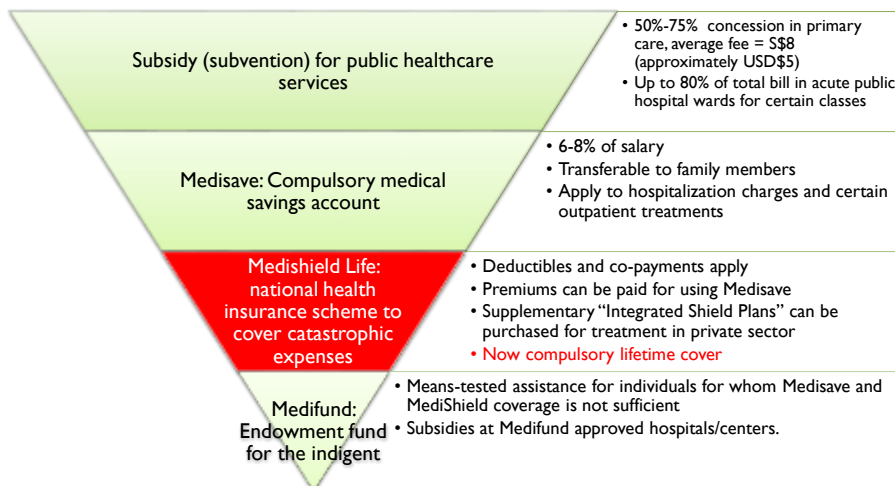 Subsidy (subvention) for public healthcare
services
• 50%-75% concession in primary
care, average fee = S$8
(approximately USD$5)
• Up to 80% of total bill in acute public
hospital wards for certain classes
Medisave: Compulsory medical
savings account
• 6-8% of salary
• Transferable to family members
• Apply to hospitalization charges and certain
outpatient treatments
Medishield Life:
national health
insurance scheme to
cover catastrophic
expenses
• Deductibles and co-payments apply
• Premiums can be paid for using Medisave
• Supplementary “Integrated Shield Plans” can be
purchased for treatment in private sector
• Now compulsory lifetime cover
Medifund:
Endowment fund
for the indigent
• Means-tested assistance for individuals for whom Medisave and
MediShield coverage is not sufficient
• Subsidies at Medifund approved hospitals/centers.